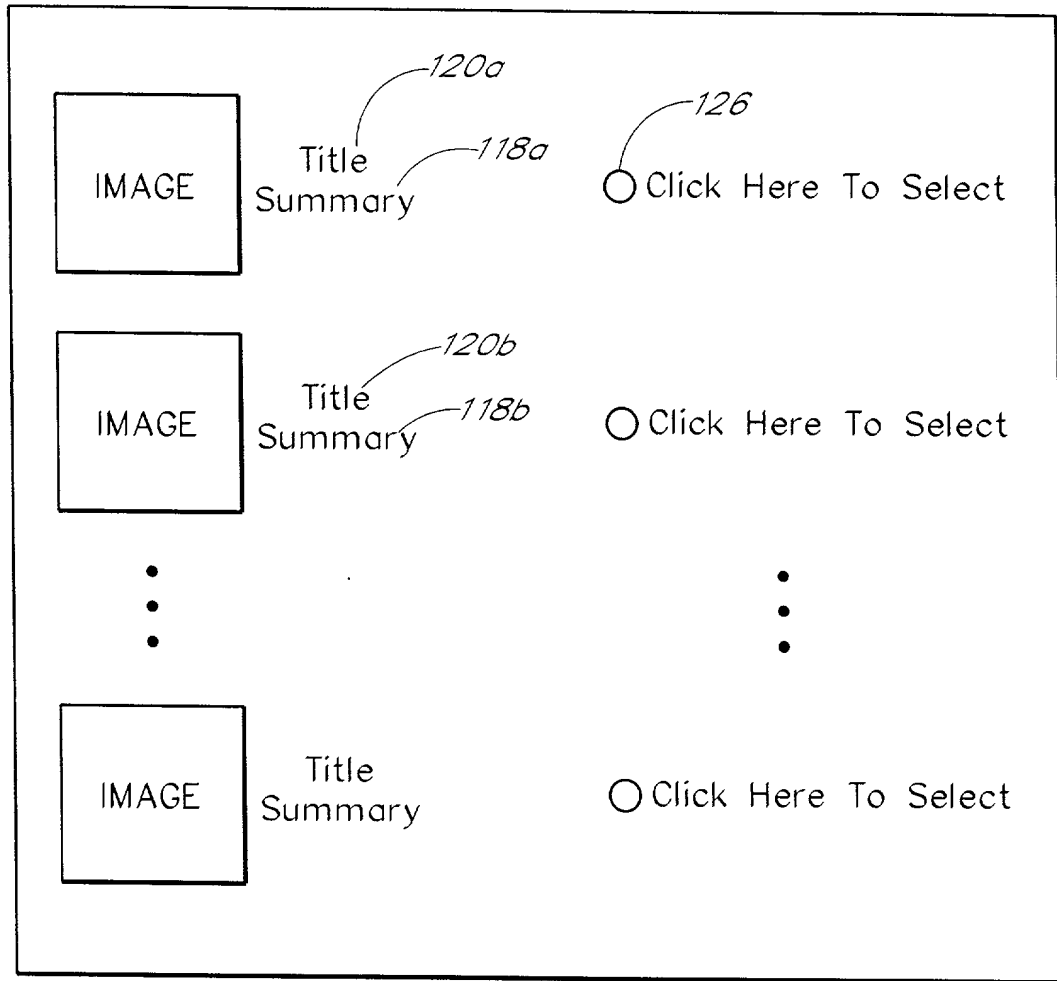 120a
126
IMAGE
Title
118a
Summary
Click Here To Select
120b
IMAGE
Title
118b
Summary
Click Here To Select
IMAGE
Title
Summary
Click Here To Select